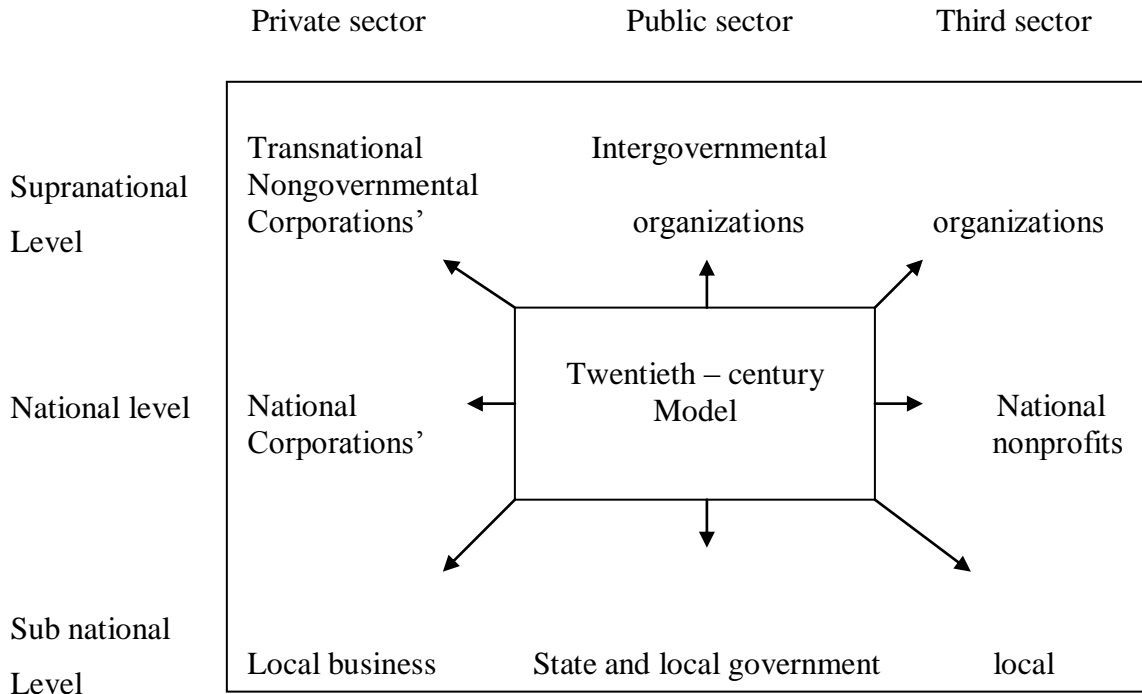 Private sector Public sector Third sector
Transnational Intergovernmental
Supranational Nongovernmental
Level Corporations’ organizations organizations
Twentieth – century
National level National Model National
Corporations’ nonprofits
Sub national
Level Local business State and local government local